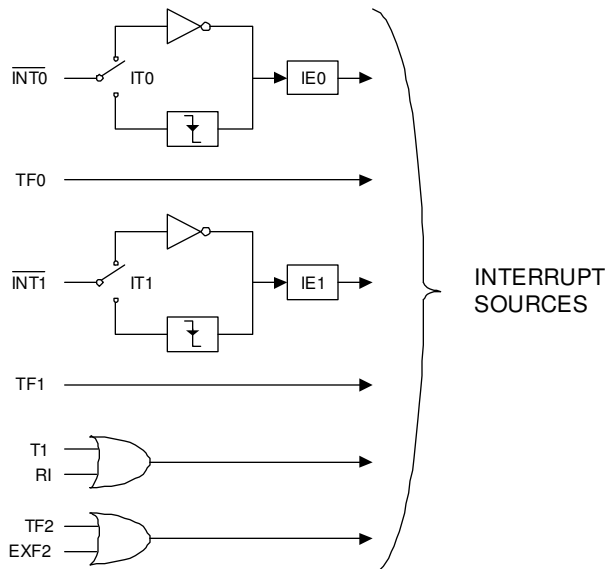 INT0
IT0
IE0
TF0
INT1
IT1
IE1
TF1
T1
RI
TF2
EXF2
INTERRUPT
SOURCES